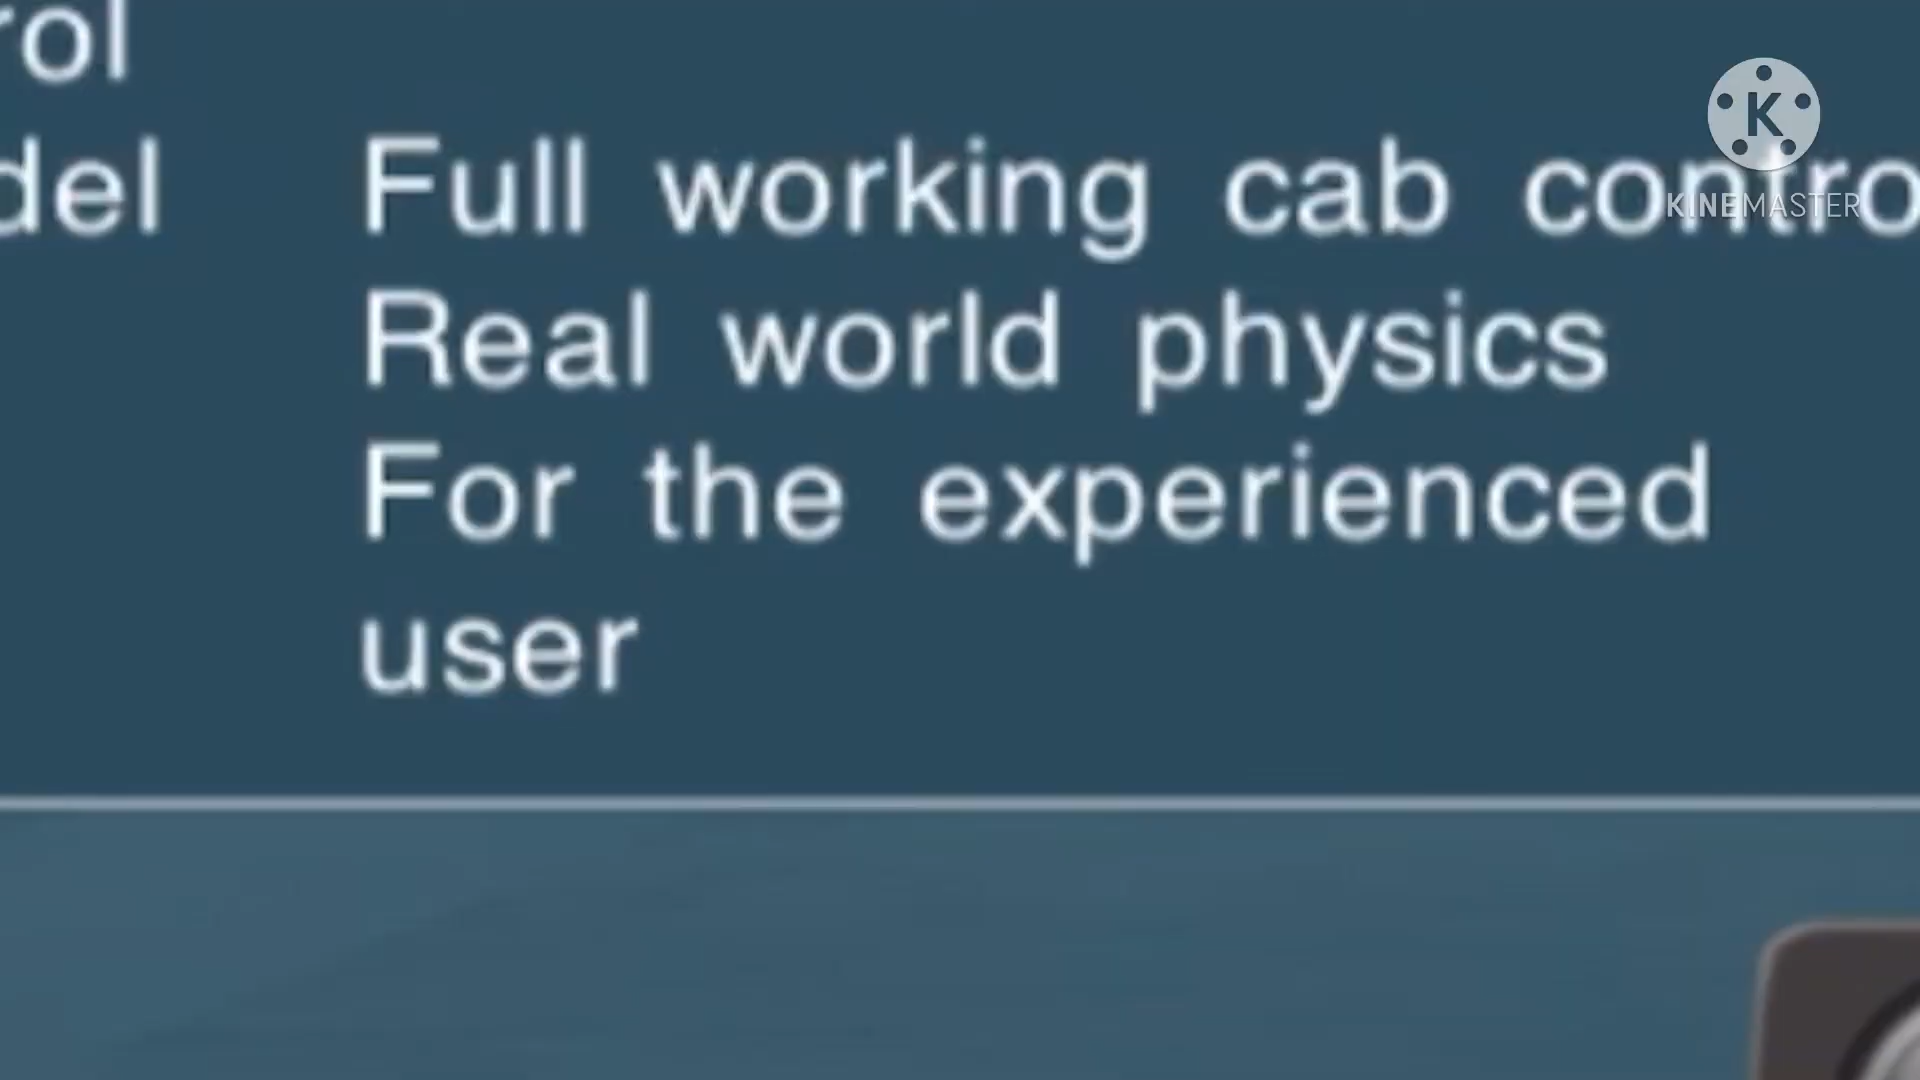 rol
del
Full working cab contro
Real world physics
For the experienced
user
K
KINEMASTER